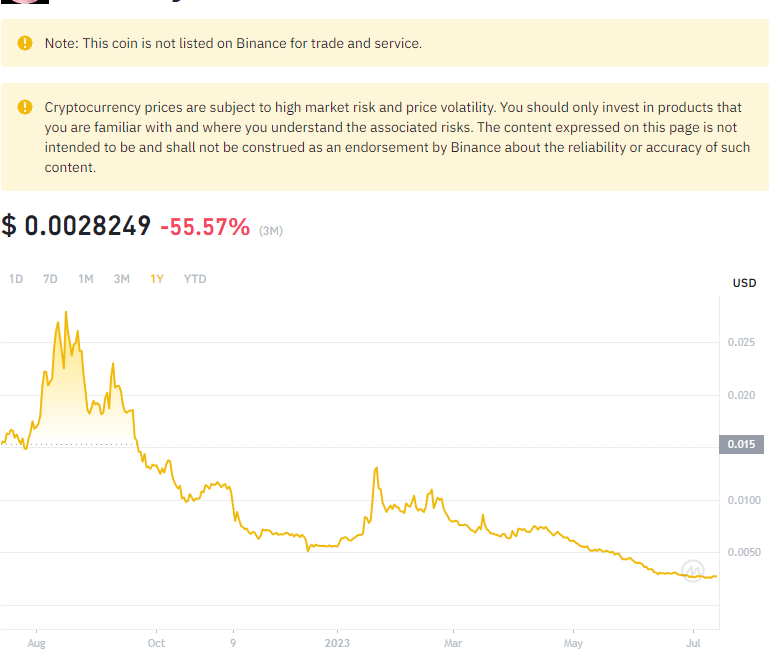 Note: This coin is not listed on Binance for trade and service.
Cryptocurrency prices are subject to high market risk and price volatility. You should only invest in products that
you are familiar with and where you understand the associated risks. The content expressed on this page is not
intended to be and shall not be construed as an endorsement by Binance about the reliability or accuracy of such
content.
$ 0.0028249 -55.57% (3M)
1D 7D 1M 3M 1Y YTD
USD
0.025
0.020
0.015
0.0100
0.0050
Aug Oct 9 2023 Mar May Jul